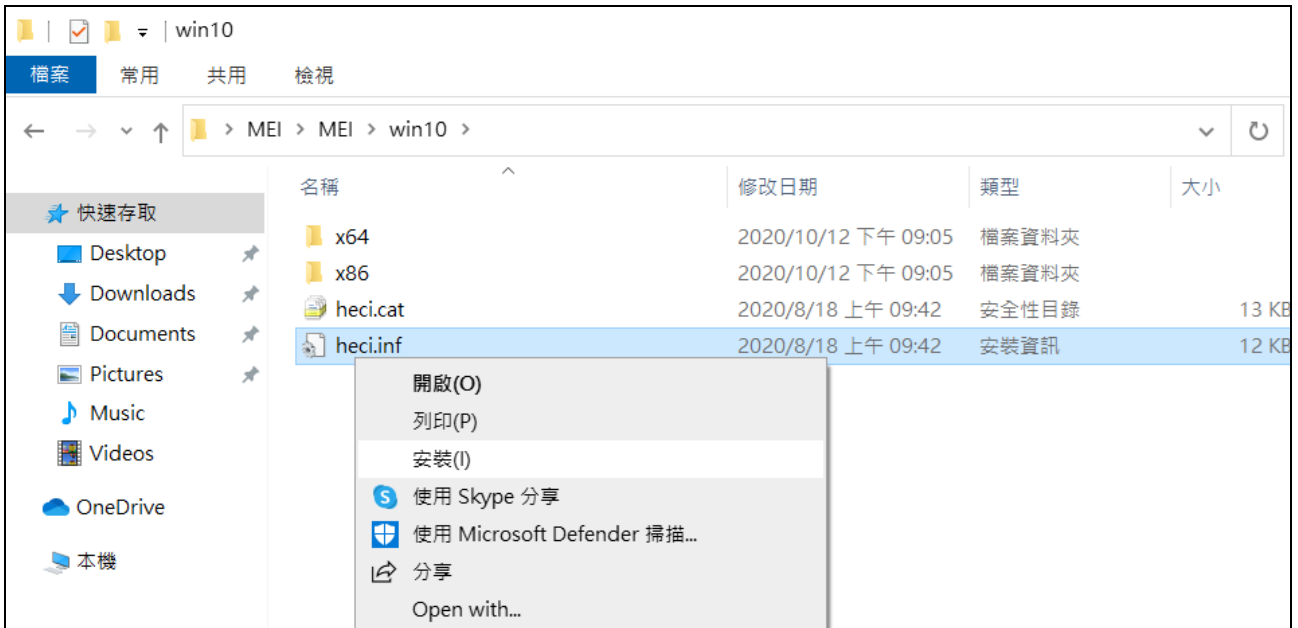 win10
檔案 常用 共用 檢視
MEI > MEI > win10 >
名稱 修改日期 類型 大小
快速存取
Desktop
Downloads
Documents
Pictures
Music
Videos
OneDrive
本機
x64 2020/10/12 下午 09:05 檔案資料夾
x86 2020/10/12 下午 09:05 檔案資料夾
heci.cat 2020/8/18 上午 09:42 安全性目錄 13 KB
heci.inf 2020/8/18 上午 09:42 安裝資訊 12 KB
開啟(O)
列印(P)
安裝(I)
使用 Skype 分享
使用 Microsoft Defender 掃描...
分享
Open with...